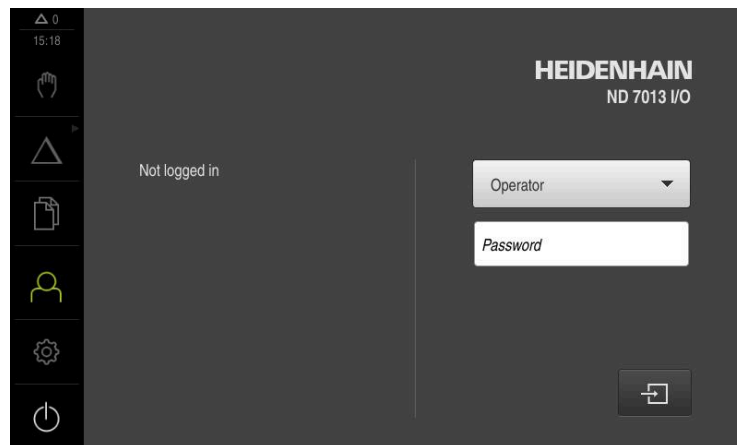 0
15:18
HEIDENHAIN
ND 7013 I/O
Not logged in
Operator
Password